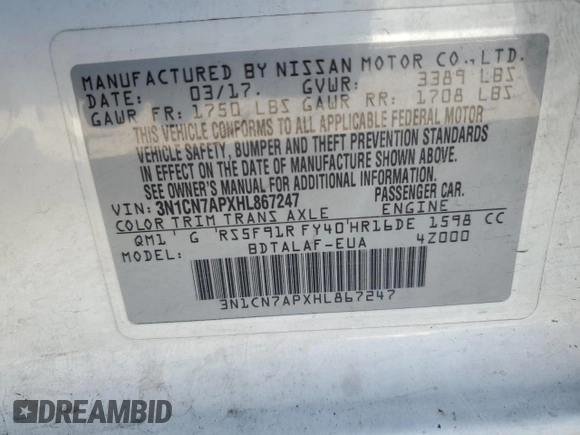 MANUFACTURED BY NISSAN MOTOR CO.,LTD.
DATE: 03/17. GVWR: 3389 LBS
GAWR FR: 1750 LBS GAWR RR: 1708 LBS
THIS VEHICLE CONFORMS TO ALL APPLICABLE FEDERAL MOTOR
VEHICLE SAFETY, BUMPER AND THEFT PREVENTION STANDARDS
IN EFFECT ON THE DATE OF MANUFACTURE SHOWN ABOVE.
SEE OWNER'S MANUAL FOR ADDITIONAL INFORMATION.
VIN: 3N1CN7APXHL867247 PASSENGER CAR.
COLOR TRIM TRANS AXLE ENGINE
QM1 G RS5F91R FY40 HR16DE 1598 CC
MODEL: BDTALAF-EUA 4Z000
3N1CN7APXHL867247
DREAMBID